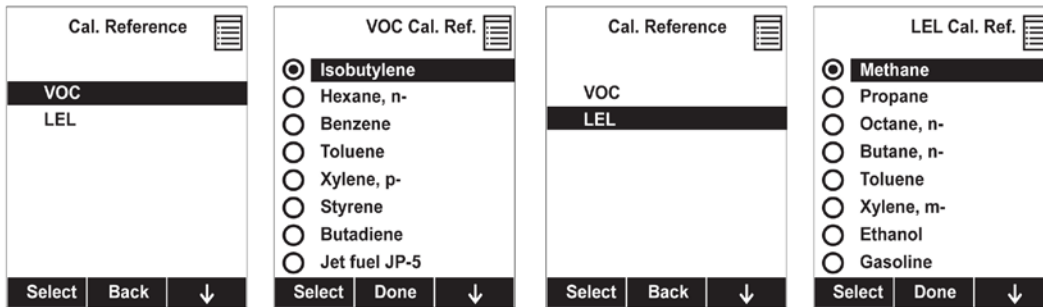 Cal. Reference
VOC
LEL
Select Back ↓
VOC Cal. Ref.
Isobutylene
Hexane, n-
Benzene
Toluene
Xylene, p-
Styrene
Butadiene
Jet fuel JP-5
Select Done ↓
Cal. Reference
VOC
LEL
Select Back ↓
LEL Cal. Ref.
Methane
Propane
Octane, n-
Butane, n-
Toluene
Xylene, m-
Ethanol
Gasoline
Select Done ↓